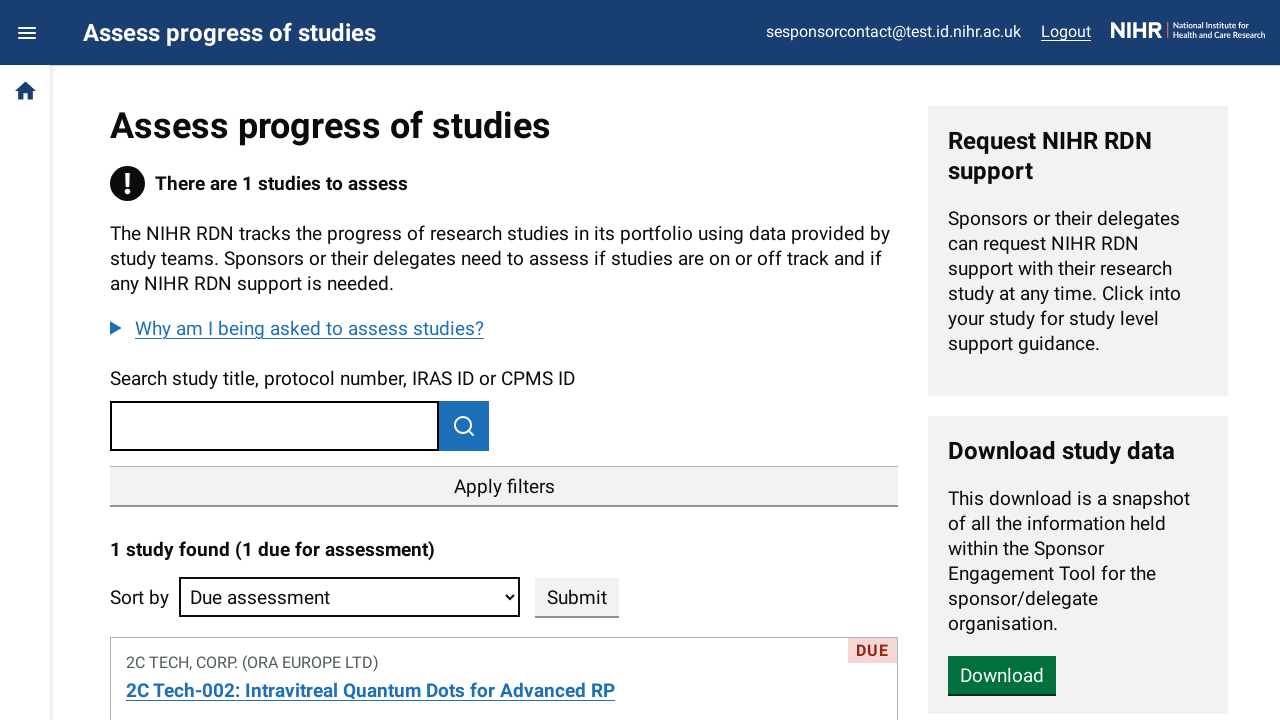 Assess progress of studies
sesponsorcontact@test.id.nihr.ac.uk
Logout
NIHR
National Institute for
Health and Care Research
Assess progress of studies
There are 1 studies to assess
The NIHR RDN tracks the progress of research studies in its portfolio using data provided by
study teams. Sponsors or their delegates need to assess if studies are on or off track and if
any NIHR RDN support is needed.
Why am I being asked to assess studies?
Search study title, protocol number, IRAS ID or CPMS ID
Apply filters
1 study found (1 due for assessment)
Sort by
Due assessment
Submit
DUE
2C TECH, CORP. (ORA EUROPE LTD)
2C Tech-002: Intravitreal Quantum Dots for Advanced RP
Request NIHR RDN
support
Sponsors or their delegates
can request NIHR RDN
support with their research
study at any time. Click into
your study for study level
support guidance.
Download study data
This download is a snapshot
of all the information held
within the Sponsor
Engagement Tool for the
sponsor/delegate
organisation.
Download